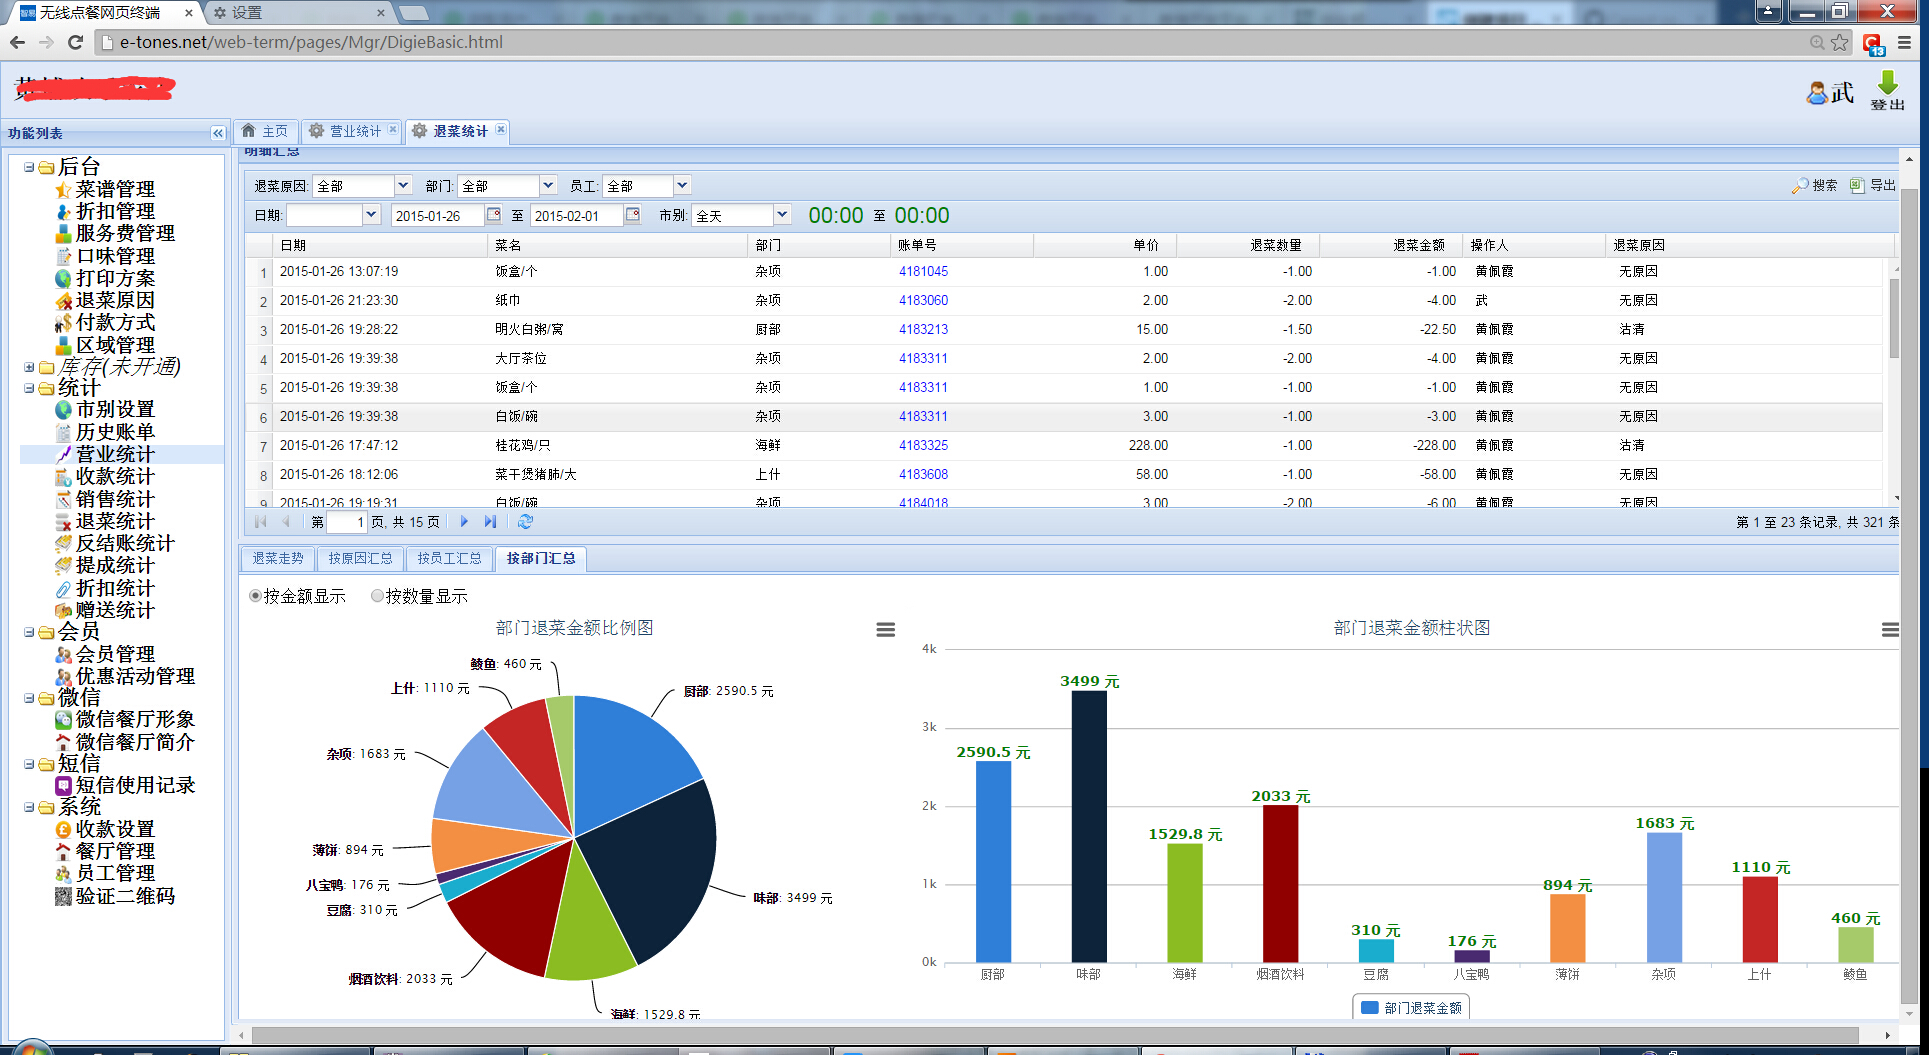 无线点餐网页终端
设置
e-tones.net/web-term/pages/Mgr/DigieBasic.html
13
武
登出
功能列表
主页
营业统计
退菜统计
后台
菜谱管理
折扣管理
服务费管理
口味管理
打印方案
退菜原因
付款方式
区域管理
库存(未开通)
统计
市别设置
历史账单
营业统计
收款统计
销售统计
退菜统计
反结账统计
提成统计
折扣统计
赠送统计
会员
会员管理
优惠活动管理
微信
微信餐厅形象
微信餐厅简介
短信
短信使用记录
系统
收款设置
餐厅管理
员工管理
验证二维码
明细汇总
退菜原因: 全部 部门: 全部 员工: 全部 搜索 导出
日期: 2015-01-26 至 2015-02-01 市别: 全天 00:00 至 00:00
日期 菜名 部门 账单号 单价 退菜数量 退菜金额 操作人 退菜原因
1 2015-01-26 13:07:19 饭盒/个 杂项 4181045 1.00 -1.00 -1.00 黄佩霞 无原因
2 2015-01-26 21:23:30 纸巾 杂项 4183060 2.00 -2.00 -4.00 武 无原因
3 2015-01-26 19:28:22 明火白粥/窝 厨部 4183213 15.00 -1.50 -22.50 黄佩霞 沽清
4 2015-01-26 19:39:38 大厅茶位 杂项 4183311 2.00 -2.00 -4.00 黄佩霞 无原因
5 2015-01-26 19:39:38 饭盒/个 杂项 4183311 1.00 -1.00 -1.00 黄佩霞 无原因
6 2015-01-26 19:39:38 白饭/碗 杂项 4183311 3.00 -1.00 -3.00 黄佩霞 无原因
7 2015-01-26 17:47:12 桂花鸡/只 海鲜 4183325 228.00 -1.00 -228.00 黄佩霞 沽清
8 2015-01-26 18:12:06 菜干煲猪肺/大 上什 4183608 58.00 -1.00 -58.00 黄佩霞 无原因
9 2015-01-26 19:19:31 白饭/碗 杂项 4184018 3.00 -2.00 -6.00 黄佩霞 无原因
第 1 页, 共 15 页 第 1 至 23 条记录, 共 321 条
退菜走势 按原因汇总 按员工汇总 按部门汇总
按金额显示 按数量显示
部门退菜金额比例图
鲮鱼: 460 元
上什: 1110 元
厨部: 2590.5 元
杂项: 1683 元
薄饼: 894 元
八宝鸭: 176 元
豆腐: 310 元
味部: 3499 元
烟酒饮料: 2033 元
海鲜: 1529.8 元
部门退菜金额柱状图
4k
3k
2k
1k
0k
2590.5 元
3499 元
1529.8 元
2033 元
310 元
176 元
894 元
1683 元
1110 元
460 元
厨部 味部 海鲜 烟酒饮料 豆腐 八宝鸭 薄饼 杂项 上什 鲮鱼
部门退菜金额